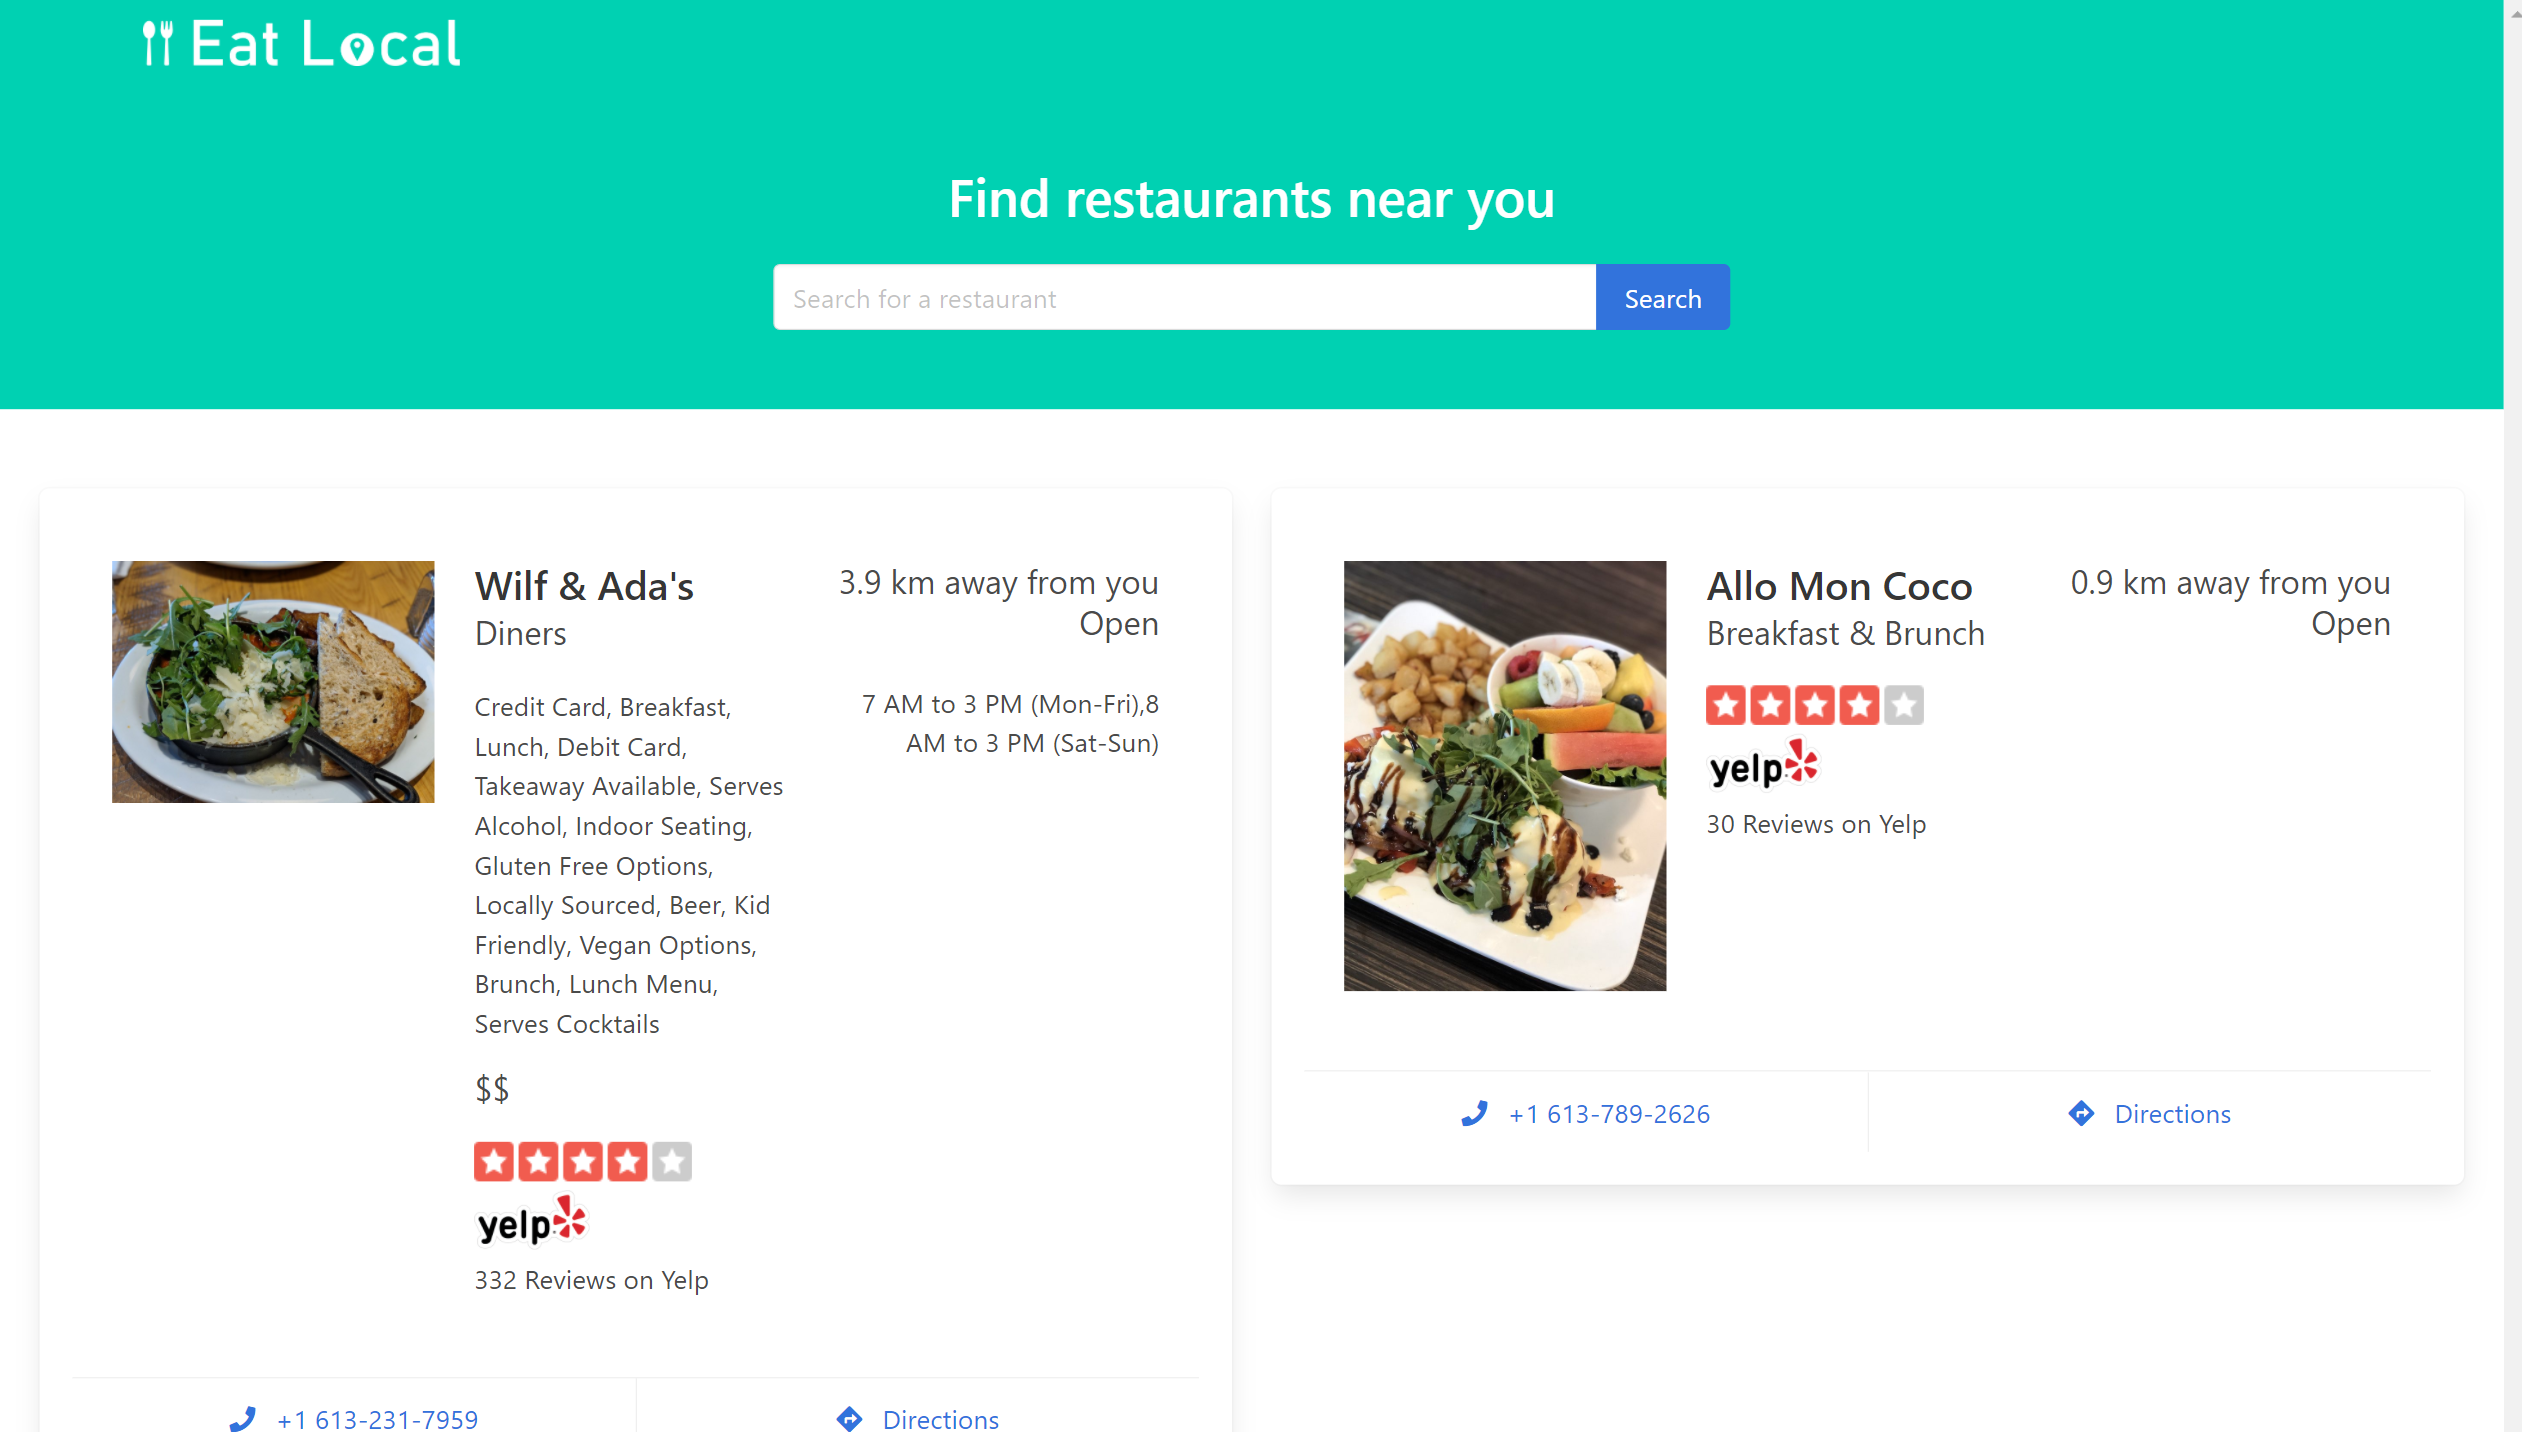 Eat Local
Find restaurants near you
Search for a restaurant
Search
Wilf & Ada's
Diners
3.9 km away from you
Open
Credit Card, Breakfast,
Lunch, Debit Card,
Takeaway Available, Serves
Alcohol, Indoor Seating,
Gluten Free Options,
Locally Sourced, Beer, Kid
Friendly, Vegan Options,
Brunch, Lunch Menu,
Serves Cocktails
7 AM to 3 PM (Mon-Fri),8
AM to 3 PM (Sat-Sun)
$$
yelp
332 Reviews on Yelp
+1 613-231-7959
Directions
Allo Mon Coco
Breakfast & Brunch
0.9 km away from you
Open
yelp
30 Reviews on Yelp
+1 613-789-2626
Directions